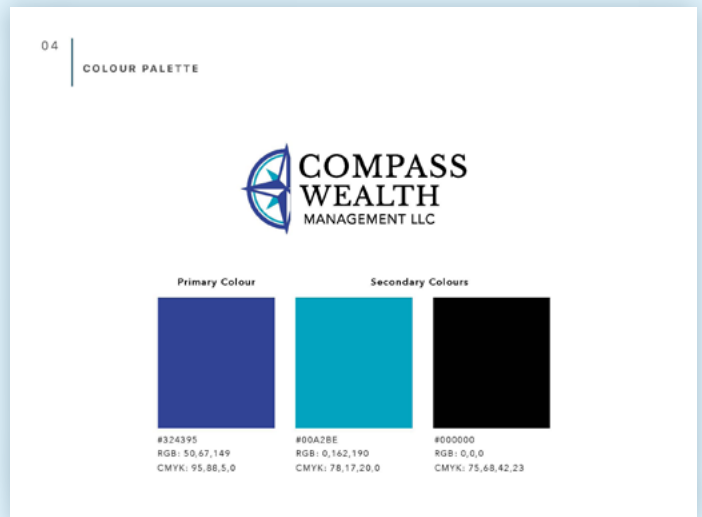 04
COLOUR PALETTE
COMPASS
WEALTH
MANAGEMENT LLC
Primary Colour
Secondary Colours
#324395
RGB: 50,67,149
CMYK: 95,88,5,0
#00A2BE
RGB: 0,162,190
CMYK: 78,17,20,0
#000000
RGB: 0,0,0
CMYK: 75,68,42,23